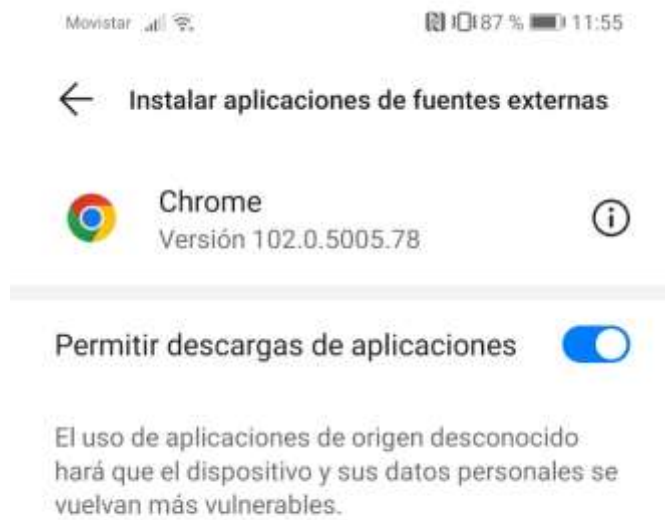 Movistar 87 % 11:55
Instalar aplicaciones de fuentes externas
Chrome
Versión 102.0.5005.78
Permitir descargas de aplicaciones
El uso de aplicaciones de origen desconocido
hará que el dispositivo y sus datos personales se
vuelvan más vulnerables.